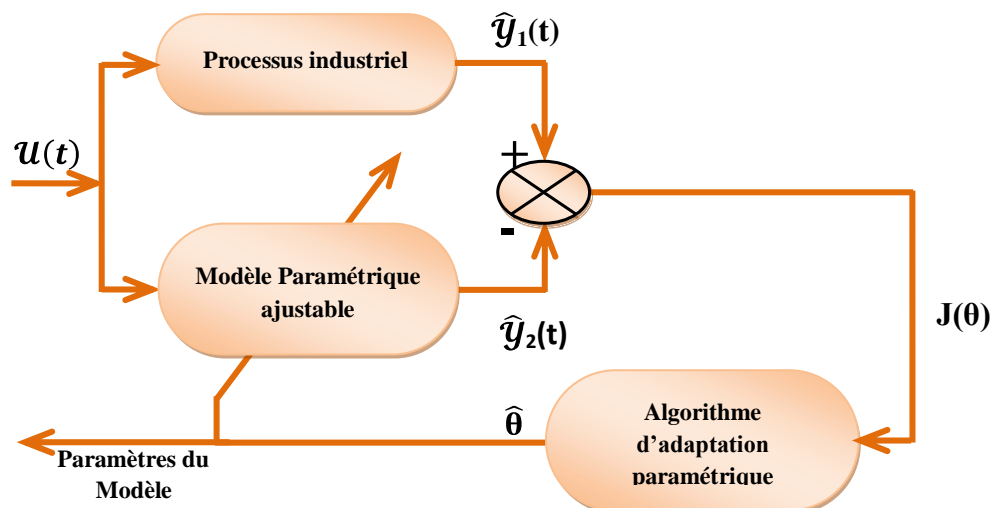 ŷ₁(t)
Processus industriel
𝒰(t)
+
-
Modèle Paramétrique
ajustable
ŷ₂(t)
J(θ)
θ̂
Algorithme
d’adaptation
paramétrique
Paramètres du
Modèle